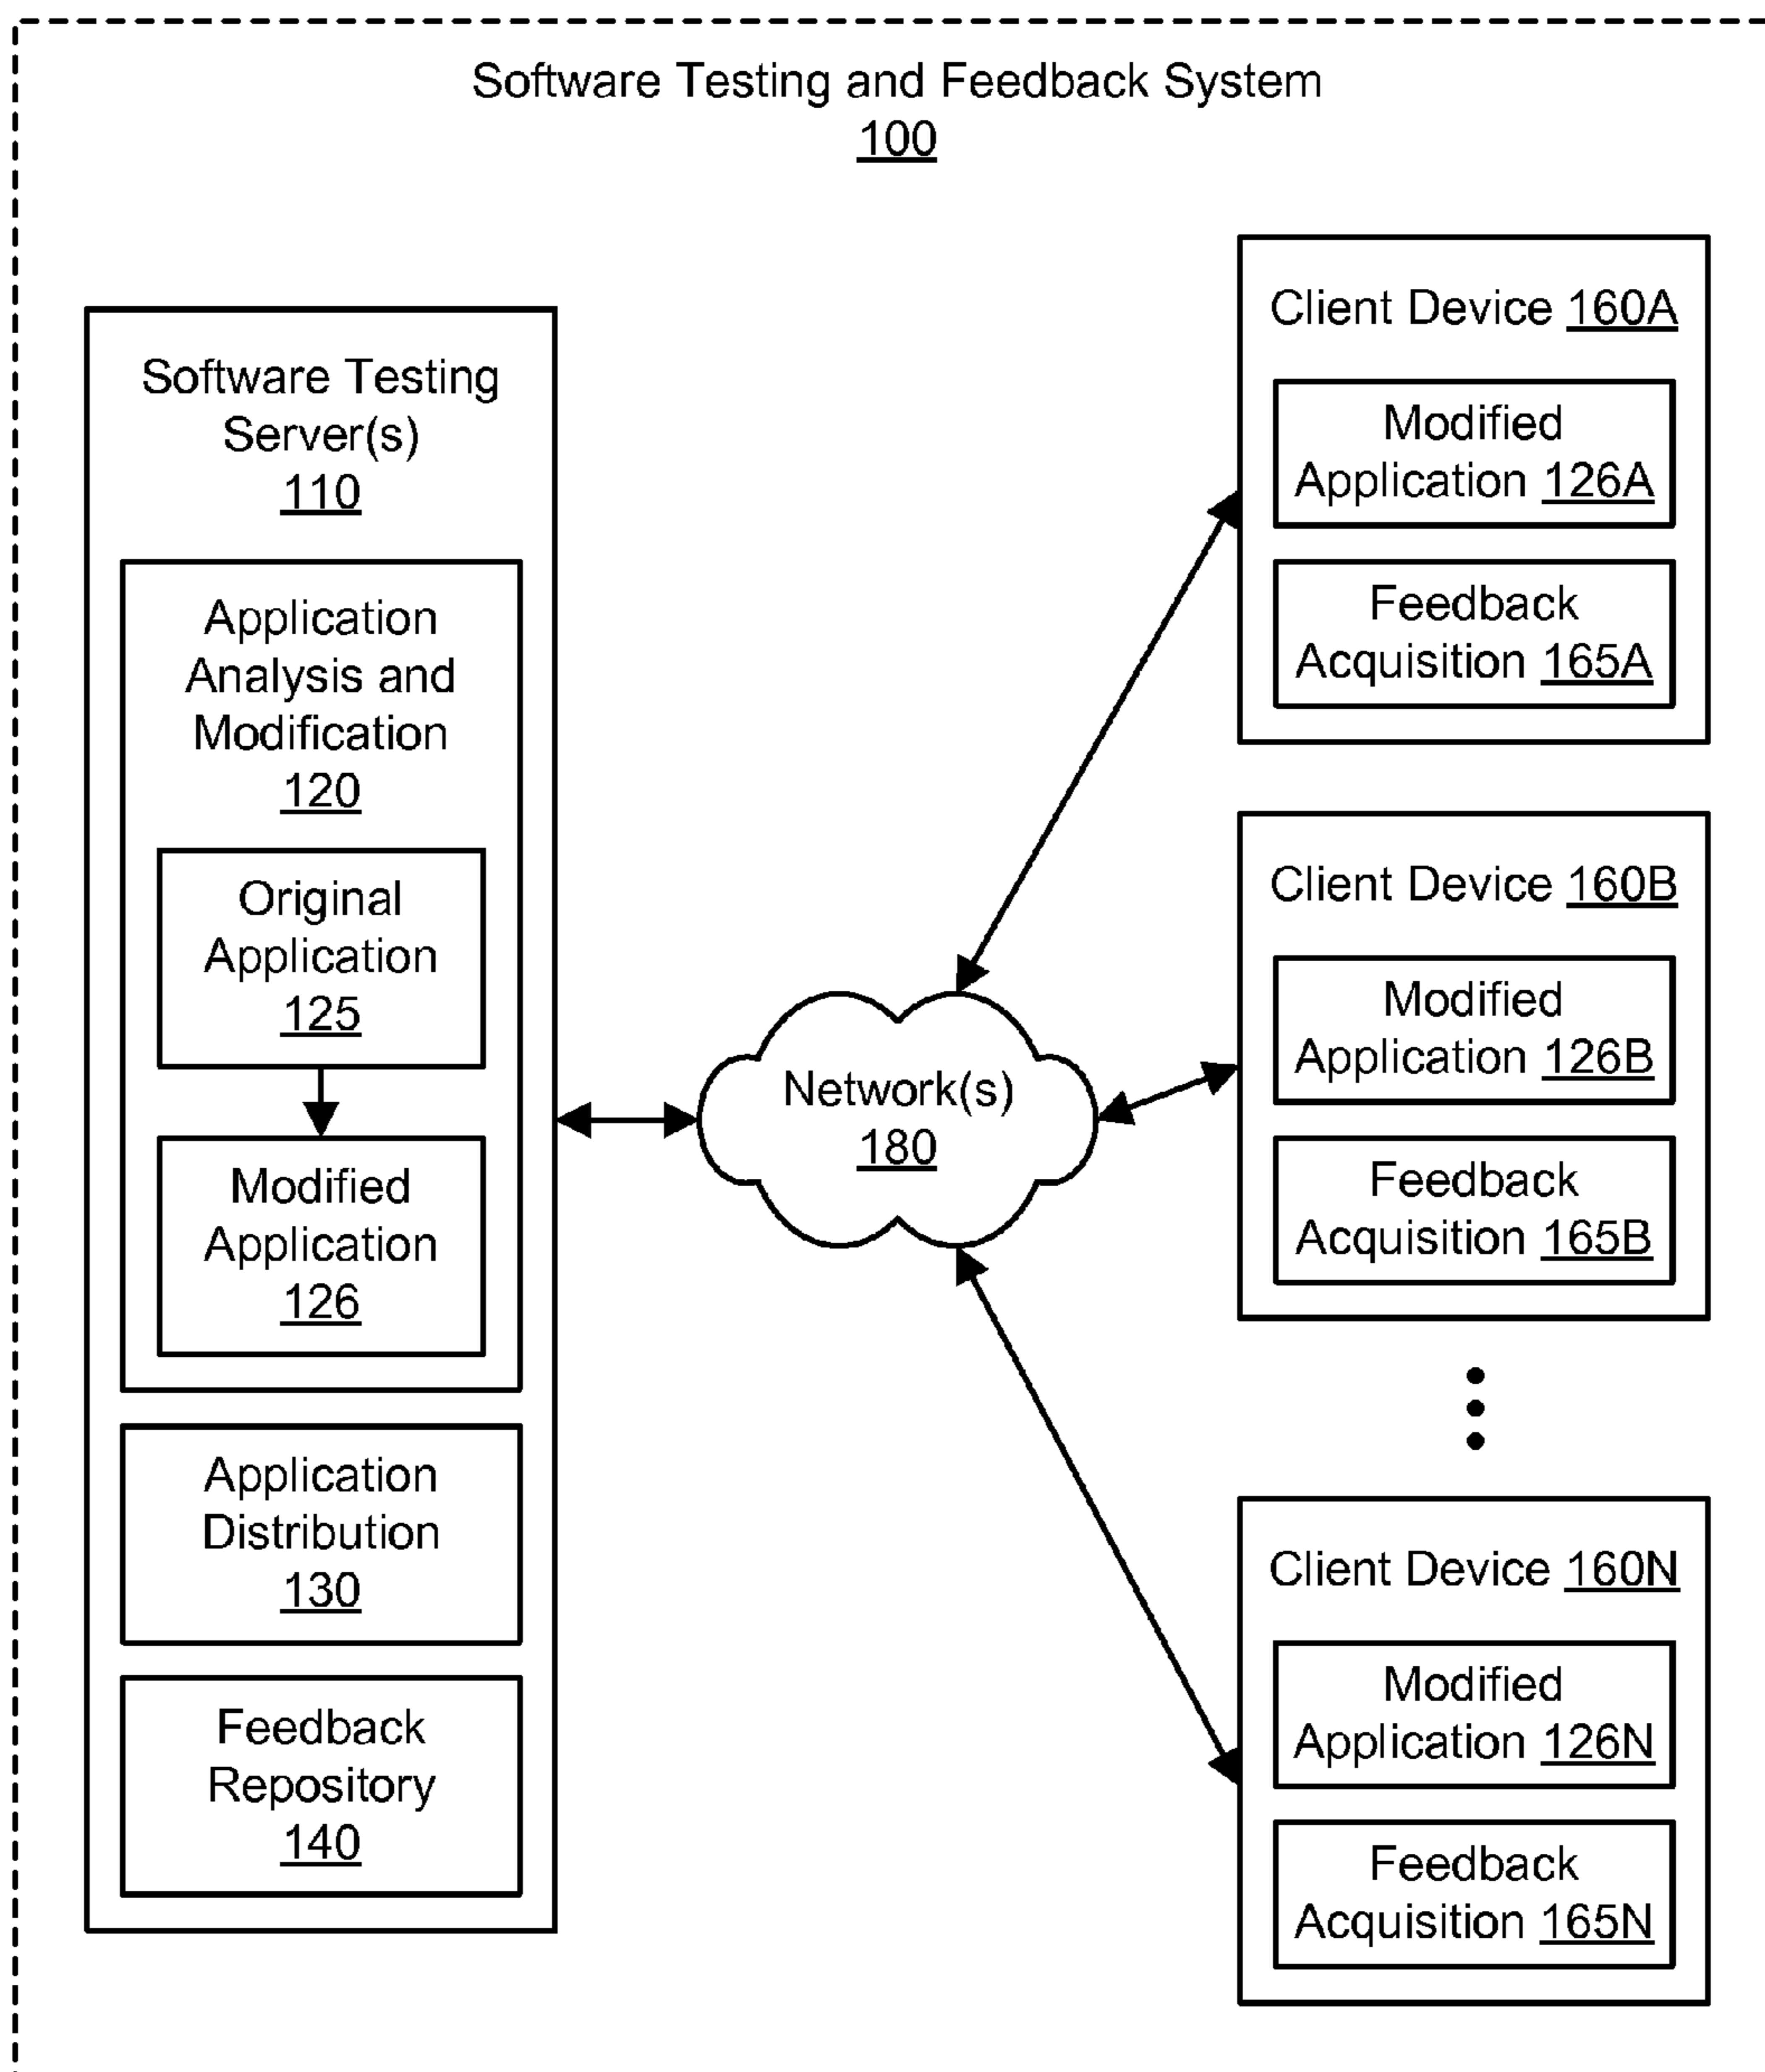 Software Testing and Feedback System
100
Software Testing
Server(s)
110
Application
Analysis and
Modification
120
Original
Application
125
Modified
Application
126
Application
Distribution
130
Feedback
Repository
140
Network(s)
180
Client Device 160A
Modified
Application 126A
Feedback
Acquisition 165A
Client Device 160B
Modified
Application 126B
Feedback
Acquisition 165B
Client Device 160N
Modified
Application 126N
Feedback
Acquisition 165N